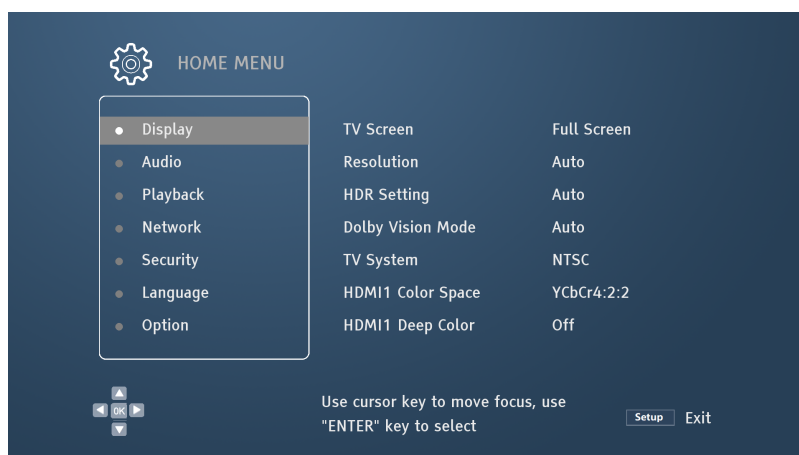 HOME MENU
Display TV Screen Full Screen
Audio Resolution Auto
Playback HDR Setting Auto
Network Dolby Vision Mode Auto
Security TV System NTSC
Language HDMI1 Color Space YCbCr4:2:2
Option HDMI1 Deep Color Off
OK
Use cursor key to move focus, use
"ENTER" key to select
Setup Exit